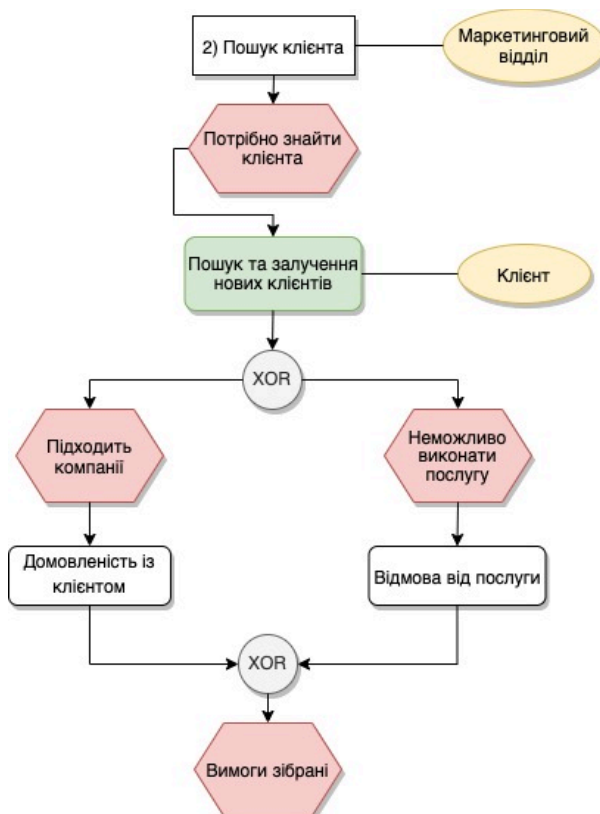 2) Пошук клієнта
Маркетинговий
відділ
Потрібно знайти
клієнта
Пошук та залучення
нових клієнтів
Клієнт
XOR
Підходить
компанії
Неможливо
виконати
послугу
Домовленість із
клієнтом
Відмова від послуги
XOR
Вимоги зібрані